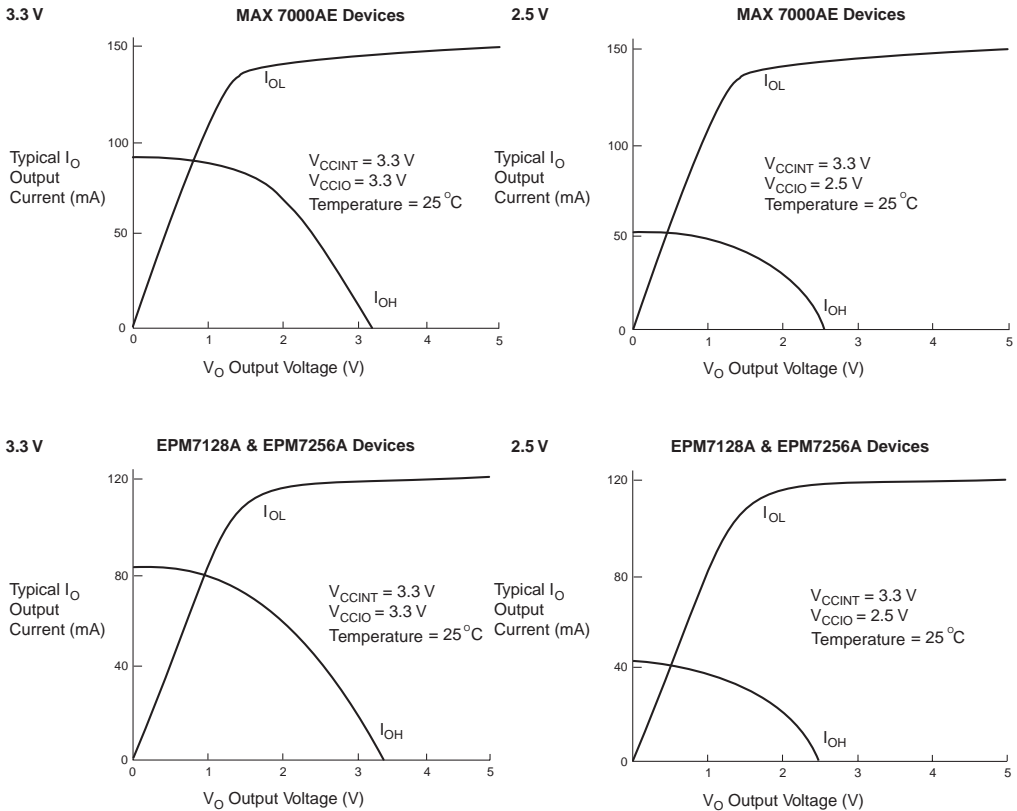 3.3 V
MAX 7000AE Devices
150
I_OL
100
Typical I_O
Output
Current (mA)
V_CCINT = 3.3 V
V_CCIO = 3.3 V
Temperature = 25 °C
50
I_OH
0
0 1 2 3 4 5
V_O Output Voltage (V)
2.5 V
MAX 7000AE Devices
150
I_OL
100
Typical I_O
Output
Current (mA)
V_CCINT = 3.3 V
V_CCIO = 2.5 V
Temperature = 25 °C
50
I_OH
0
0 1 2 3 4 5
V_O Output Voltage (V)
3.3 V
EPM7128A & EPM7256A Devices
120
I_OL
80
Typical I_O
Output
Current (mA)
V_CCINT = 3.3 V
V_CCIO = 3.3 V
Temperature = 25 °C
40
I_OH
0
0 1 2 3 4 5
V_O Output Voltage (V)
2.5 V
EPM7128A & EPM7256A Devices
120
I_OL
80
Typical I_O
Output
Current (mA)
V_CCINT = 3.3 V
V_CCIO = 2.5 V
Temperature = 25 °C
40
I_OH
0
1 2 3 4 5
V_O Output Voltage (V)